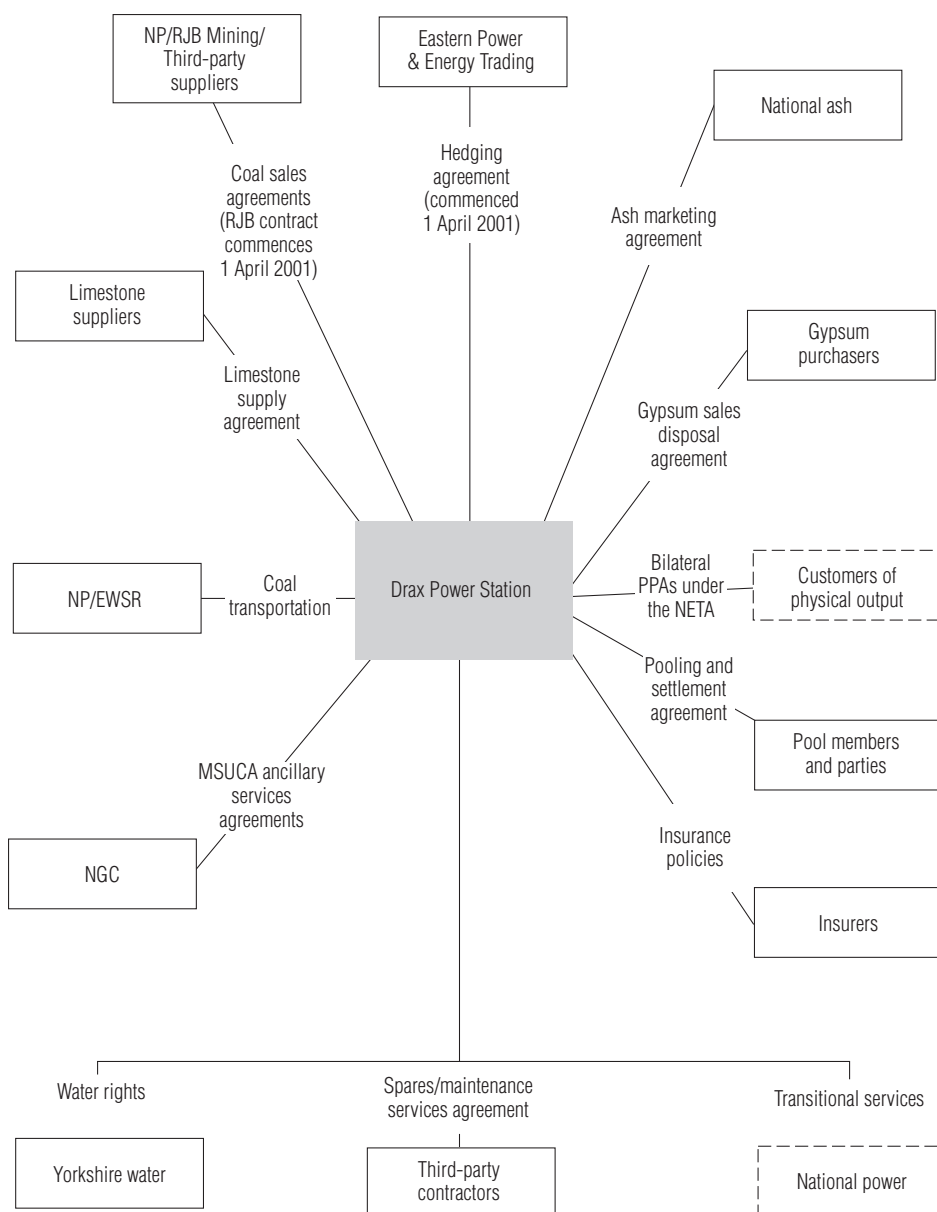 NP/RJB Mining/
Third-party
suppliers
Eastern Power
& Energy Trading
National ash
Coal sales
agreements
(RJB contract
commences
1 April 2001)
Hedging
agreement
(commenced
1 April 2001)
Ash marketing
agreement
Limestone
suppliers
Gypsum
purchasers
Limestone
supply
agreement
Gypsum sales
disposal
agreement
NP/EWSR
Coal
transportation
Drax Power Station
Bilateral
PPAs under
the NETA
Customers of
physical output
Pooling and
settlement
agreement
Pool members
and parties
MSUCA ancillary
services
agreements
NGC
Insurance
policies
Insurers
Water rights
Spares/maintenance
services agreement
Transitional services
Yorkshire water
Third-party
contractors
National power